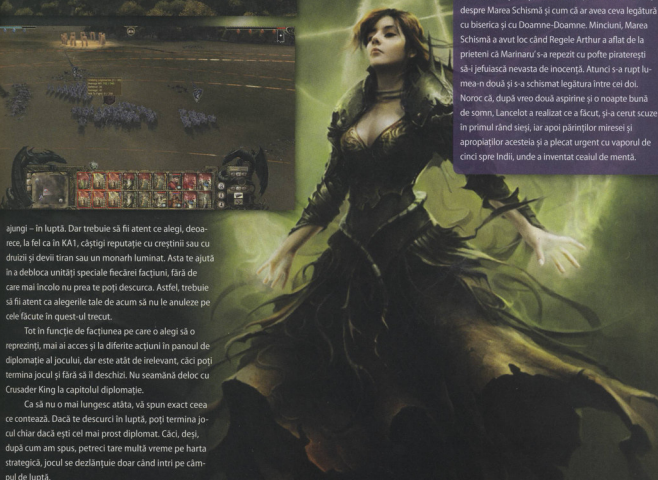 despre Marea Schismă și cum că ar avea ceva legătură
cu biserica și cu Doamne-Doamne. Minciuni, Marea
Schismă a avut loc când Regele Arthur a aflat de la
prieteni că Marinaru's-a repezit cu pofte piraterești
să-i jefuiască nevasta de inocență. Atunci s-a rupt lu-
mea-n două și s-a schismat legătura între cei doi.
Noroc că, după vreo două aspirine și o noapte bună
de somn, Lancelot a realizat ce a făcut, și-a cerut scuze
în primul rând sieși, iar apoi părinților miresei și
apropiaților acesteia și a plecat urgent cu vaporul de
cinci spre Indii, unde a inventat ceaiul de mentă.
ajungi – în luptă. Dar trebuie să fii atent ce alegi, deoa-
rece, la fel ca în KA1, câștigi reputație cu creștinii sau cu
druizii și devii tiran sau un monarh luminat. Asta te ajută
în a debloca unități speciale fiecărei facțiuni, fără de
care mai încolo nu prea te poți descurca. Astfel, trebuie
să fii atent ca alegerile tale de acum să nu le anuleze pe
cele făcute în quest-ul trecut.
Tot în funcție de facțiunea pe care o alegi să o
reprezinți, mai ai acces și la diferite acțiuni în panoul de
diplomație al jocului, dar este atât de irelevant, căci poți
termina jocul și fără să îl deschizi. Nu seamănă deloc cu
Crusader King la capitolul diplomație.
Ca să nu o mai lungesc atâta, vă spun exact ceea
ce contează. Dacă te descurci în luptă, poți termina jo-
cul chiar dacă ești cel mai prost diplomat. Căci, deși,
după cum am spus, petreci tare multă vreme pe harta
strategică, jocul se dezlănțuie doar când intri pe câm-
pul de luptă.